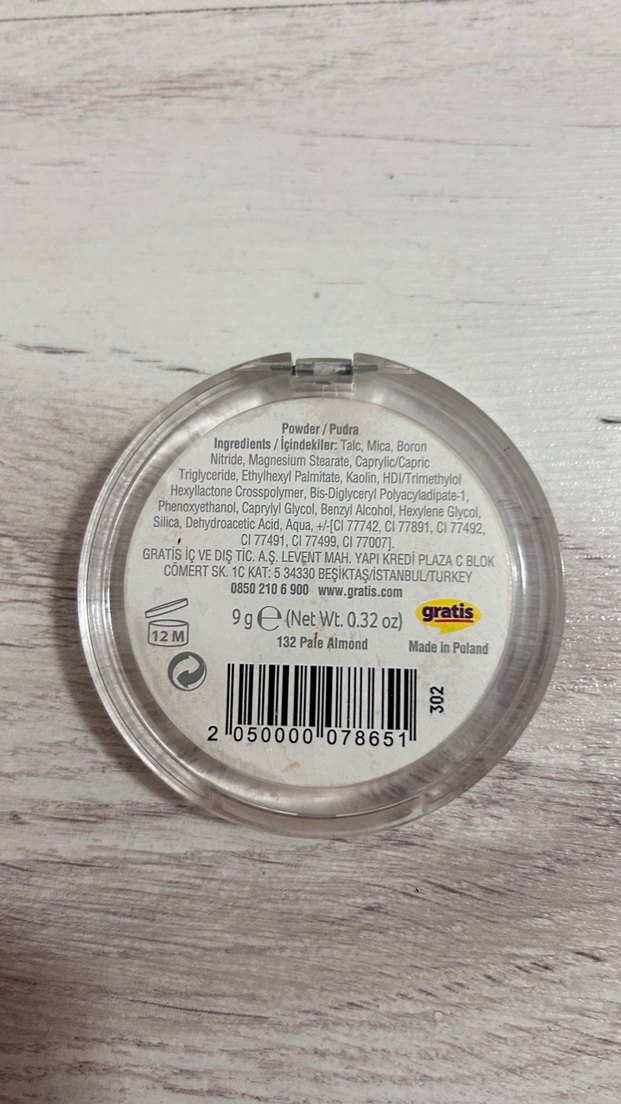 Powder / Pudra
Ingredients / İçindekiler: Talc, Mica, Boron
Nitride, Magnesium Stearate, Caprylic/Capric
Triglyceride, Ethylhexyl Palmitate, Kaolin, HDI/Trimethylol
Hexyllactone Crosspolymer, Bis-Diglyceryl Polyacyladipate-1,
Phenoxyethanol, Caprylyl Glycol, Benzyl Alcohol, Hexylene Glycol,
Silica, Dehydroacetic Acid, Aqua, +/-[CI 77742, CI 77891, CI 77492,
CI 77491, CI 77499, CI 77007].
GRATİS İÇ VE DIŞ TİC. A.Ş. LEVENT MAH. YAPI KREDİ PLAZA C BLOK
CÖMERT SK. 1C KAT: 5 34330 BEŞİKTAŞ/İSTANBUL/TURKEY
0850 210 6 900 www.gratis.com
12 M
9 g ℮ (Net Wt. 0.32 oz)
gratis
132 Pale Almond
Made in Poland
302
2 050000 078651